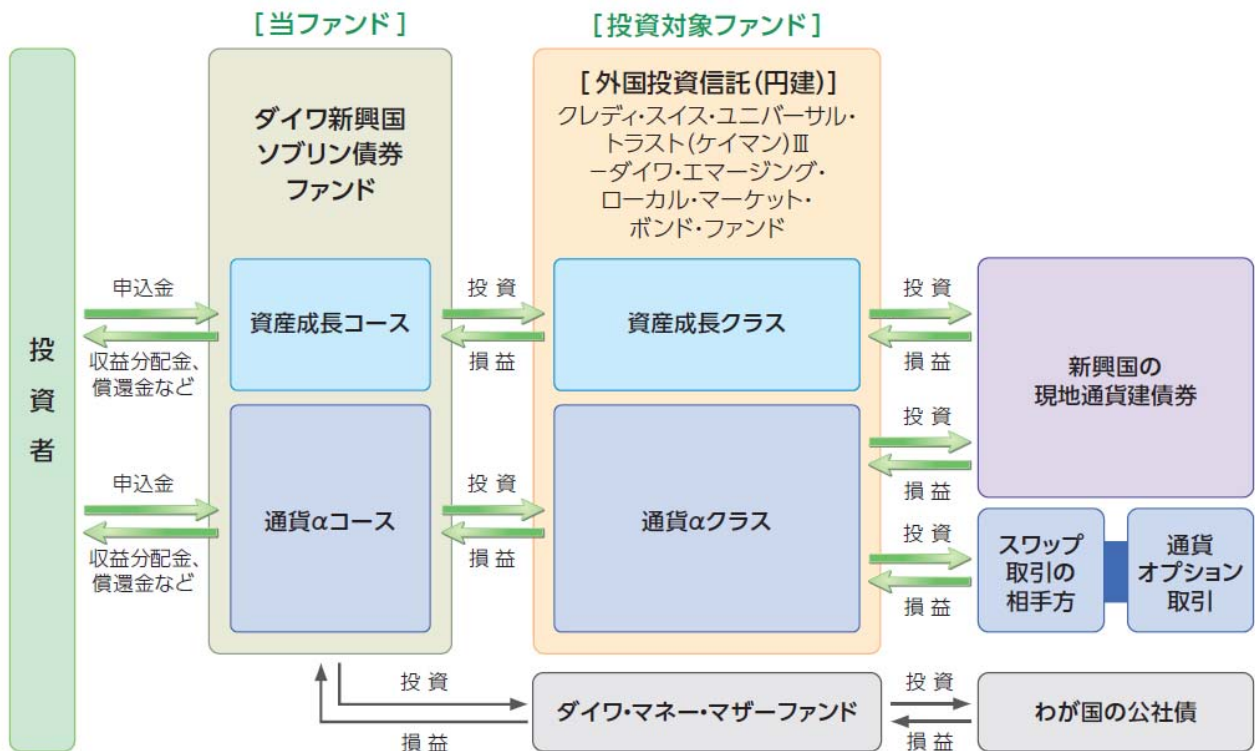 [当ファンド]
[投資対象ファンド]
投資者
ダイワ新興国
ソブリン債券
ファンド
[外国投資信託(円建)]
クレディ・スイス・ユニバーサル・
トラスト(ケイマン)Ⅲ
－ダイワ・エマージング・
ローカル・マーケット・
ボンド・ファンド
申込金
収益分配金、
償還金など
資産成長コース
投資
損益
資産成長クラス
投資
損益
新興国の
現地通貨建債券
申込金
収益分配金、
償還金など
通貨αコース
投資
損益
通貨αクラス
投資
損益
投資
損益
スワップ
取引の
相手方
通貨
オプション
取引
投資
損益
ダイワ・マネー・マザーファンド
投資
損益
わが国の公社債